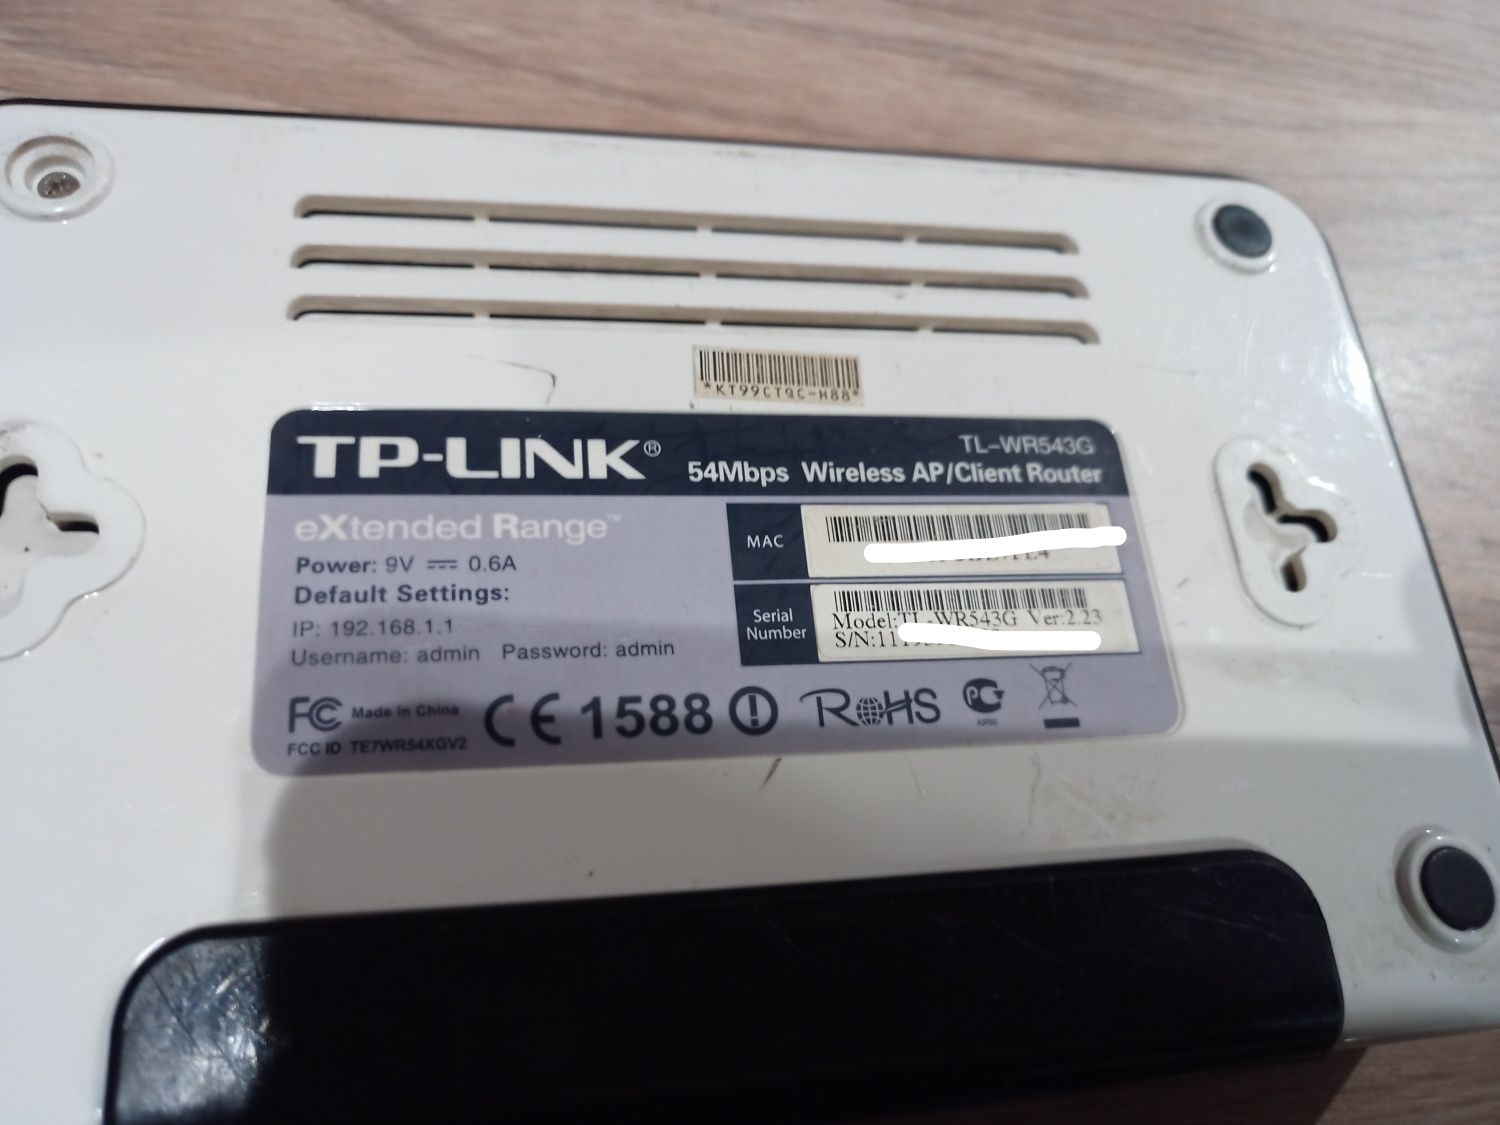 *KT99CTQC-H88*
TP-LINK®
TL-WR543G
54Mbps Wireless AP/Client Router
eXtended Range™
Power: 9V ⎓ 0.6A
Default Settings:
IP: 192.168.1.1
Username: admin Password: admin
MAC
Serial
Number
Model:TL-WR543G Ver:2.23
S/N:
FC Made in China
FCC ID: TE7WR54XGV2
CE 1588
RoHS